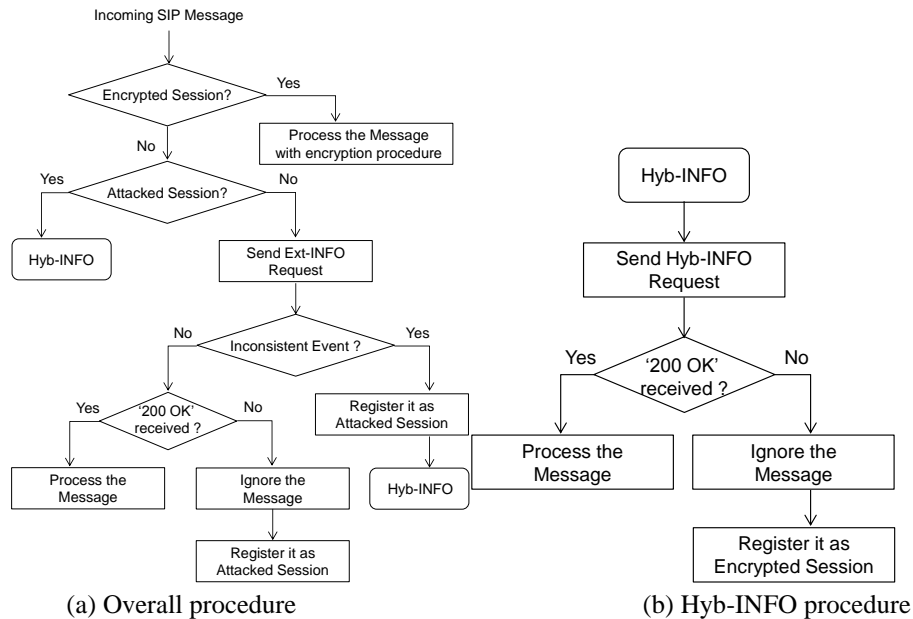 Incoming SIP Message
Encrypted Session?
Yes
Process the Message
with encryption procedure
No
Attacked Session?
Yes
No
Hyb-INFO
Send Ext-INFO
Request
Inconsistent Event ?
No
Yes
'200 OK'
received ?
Yes
No
Register it as
Attacked Session
Process the
Message
Ignore the
Message
Hyb-INFO
Register it as
Attacked Session
(a) Overall procedure
Hyb-INFO
Send Hyb-INFO
Request
'200 OK'
received ?
Yes
No
Process the
Message
Ignore the
Message
Register it as
Encrypted Session
(b) Hyb-INFO procedure